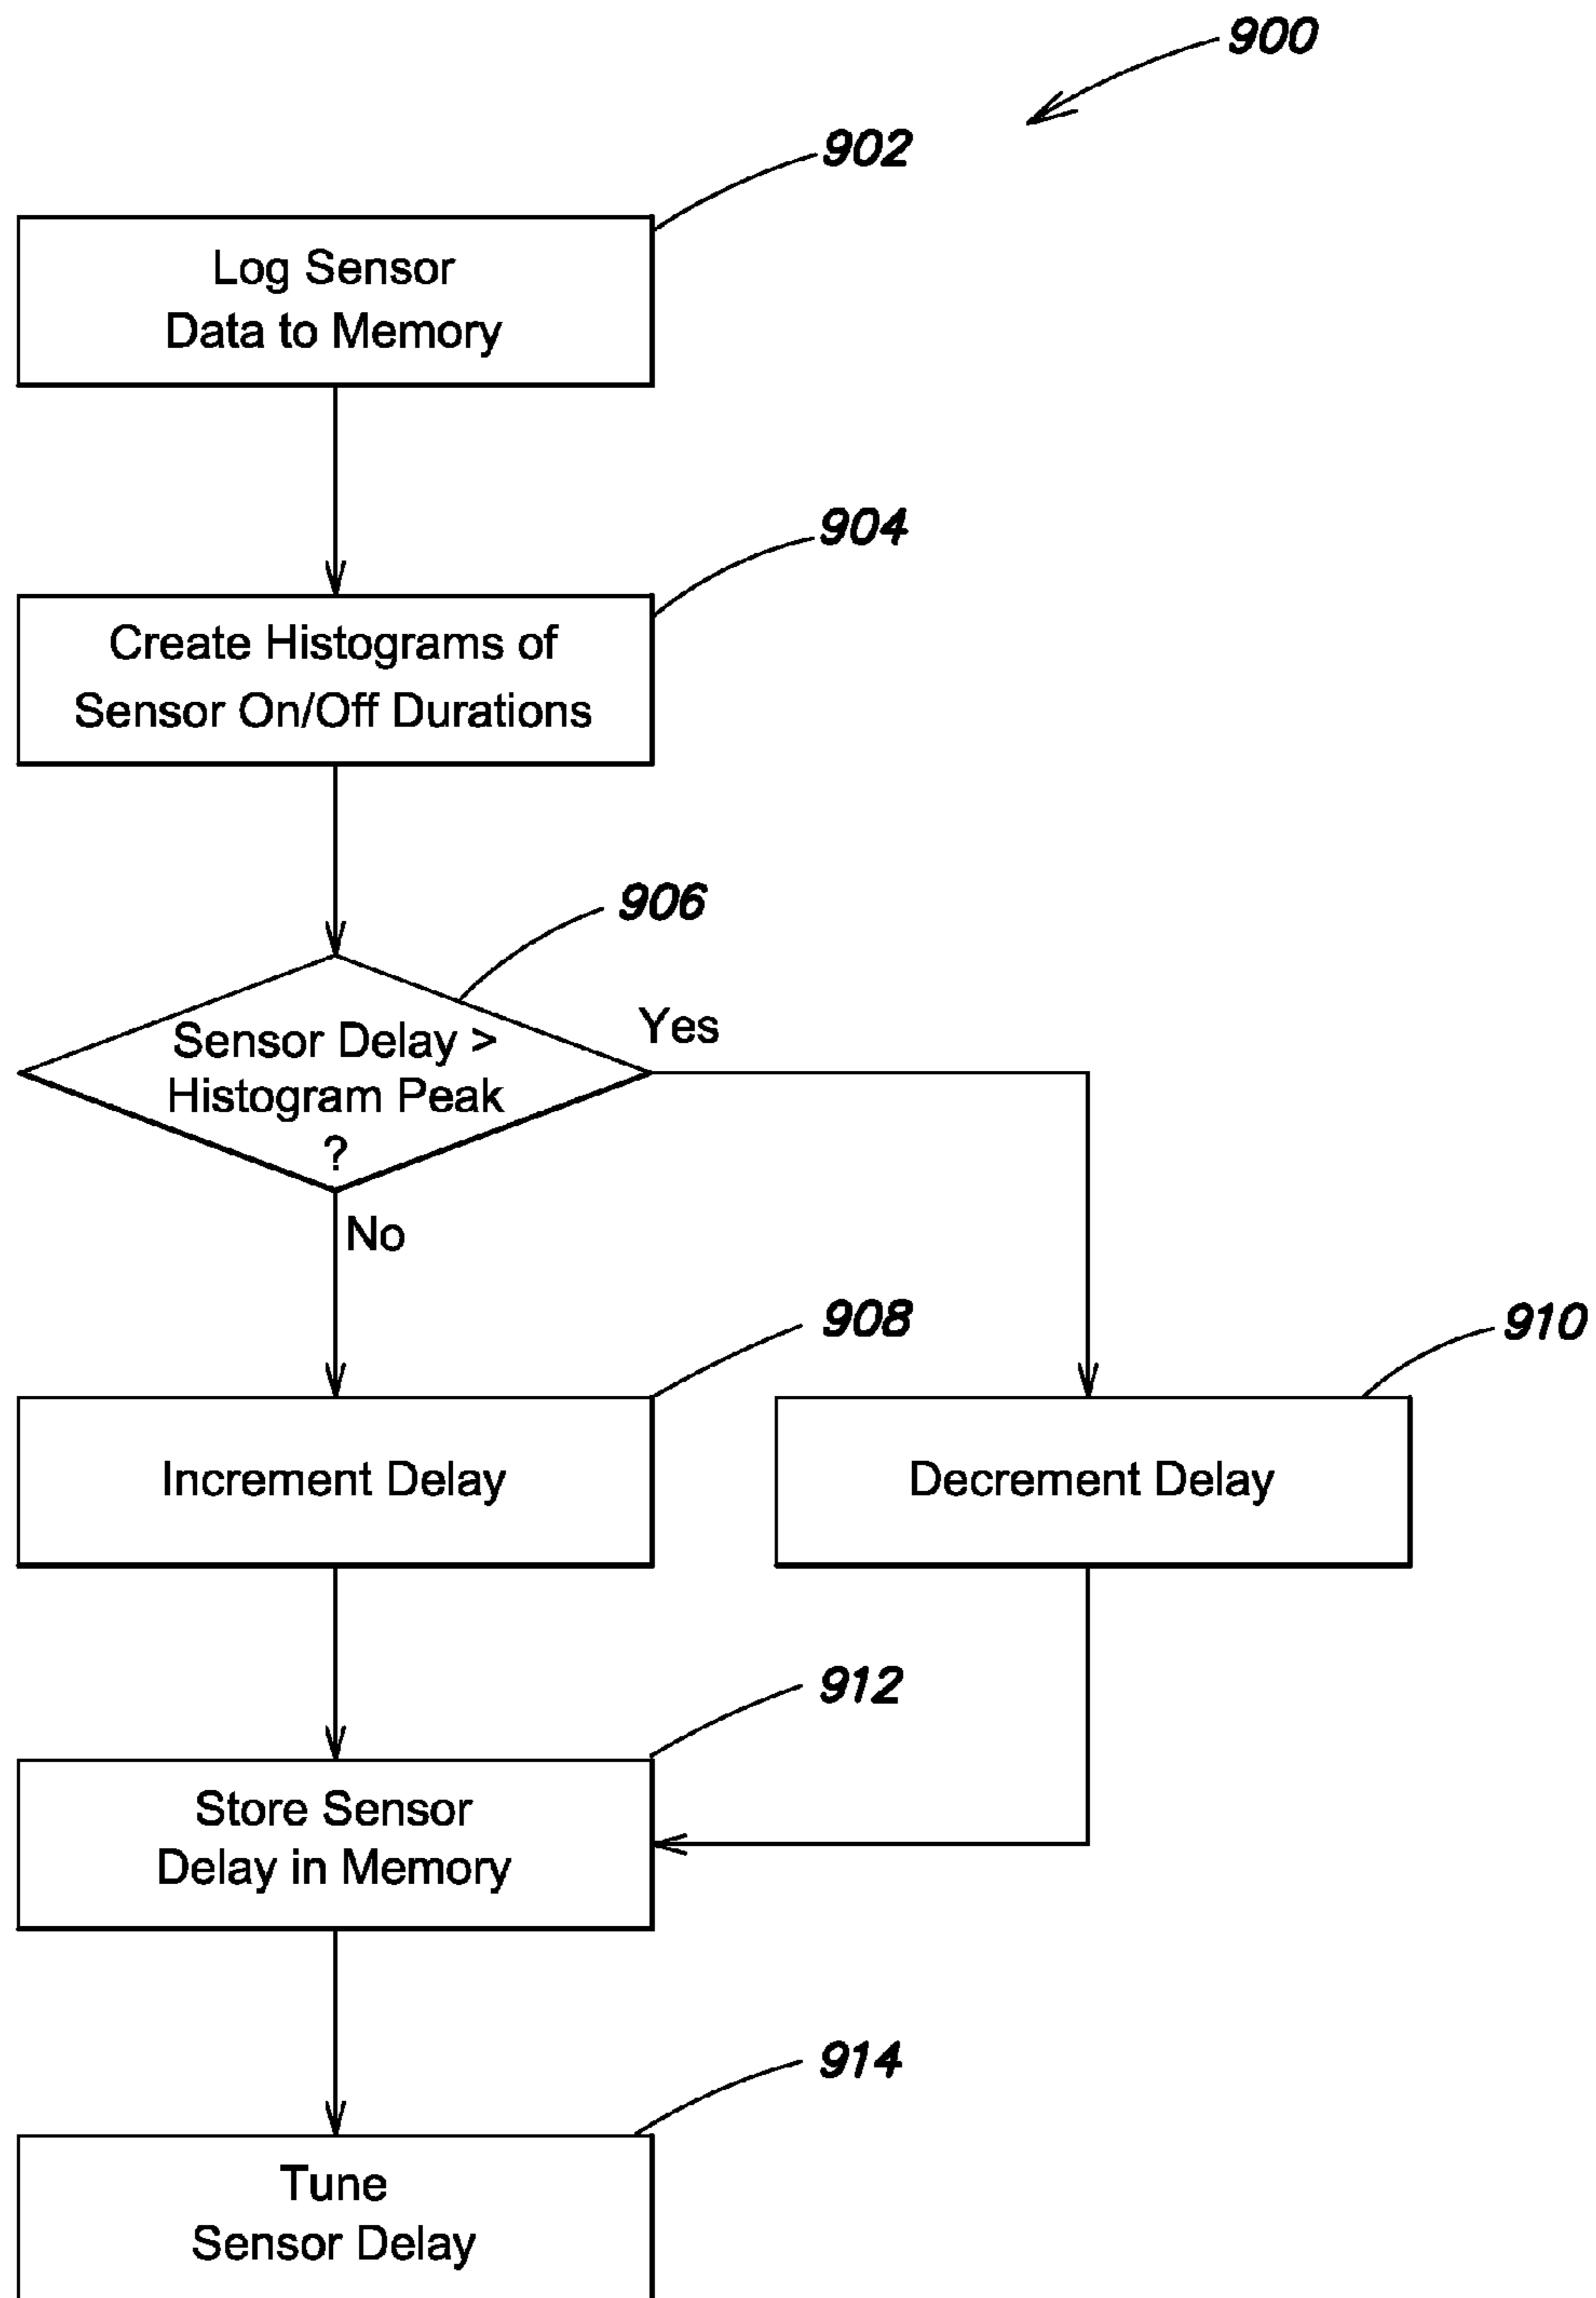 900
902
Log Sensor
Data to Memory
904
Create Histograms of
Sensor On/Off Durations
906
Sensor Delay >
Histogram Peak
?
Yes
No
908
Increment Delay
910
Decrement Delay
912
Store Sensor
Delay in Memory
914
Tune
Sensor Delay